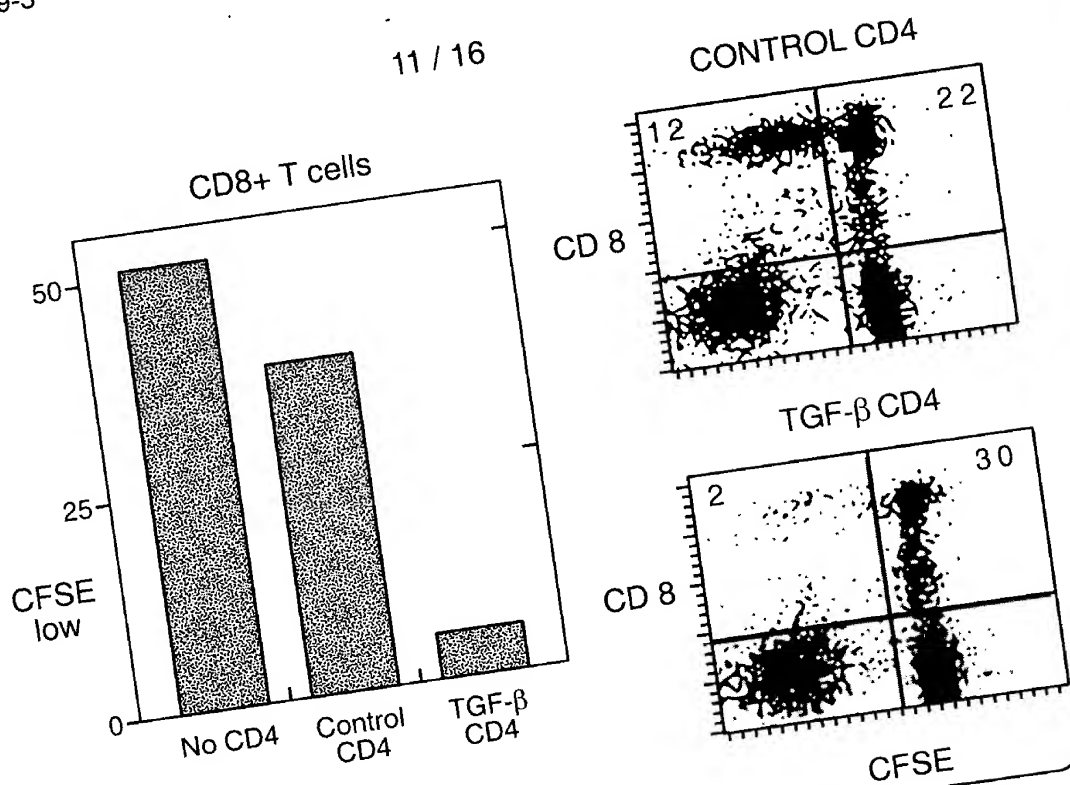 11 / 16
CD8+ T cells
50
25
0
CFSE
low
No CD4
Control
CD4
TGF-β
CD4
CONTROL CD4
12
22
CD 8
TGF-β CD4
2
30
CD 8
CFSE